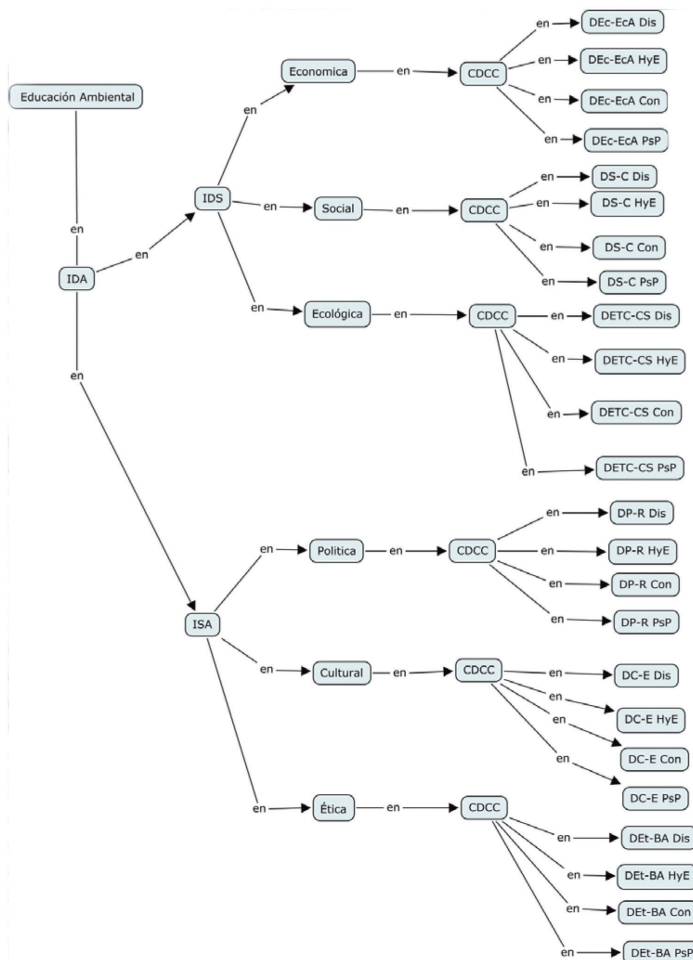 Educación Ambiental
en
IDA
en
IDS
en
Economica
en
CDCC
en
DEc-EcA Dis
en
DEc-EcA HyE
en
DEc-EcA Con
en
DEc-EcA PsP
en
Social
en
CDCC
en
DS-C Dis
en
DS-C HyE
en
DS-C Con
en
DS-C PsP
en
Ecológica
en
CDCC
en
DETC-CS Dis
en
DETC-CS HyE
en
DETC-CS Con
en
DETC-CS PsP
en
ISA
en
Politica
en
CDCC
en
DP-R Dis
en
DP-R HyE
en
DP-R Con
en
DP-R PsP
en
Cultural
en
CDCC
en
DC-E Dis
en
DC-E HyE
en
DC-E Con
en
DC-E PsP
en
Ética
en
CDCC
en
DEt-BA Dis
en
DEt-BA HyE
en
DEt-BA Con
en
DEt-BA PsP